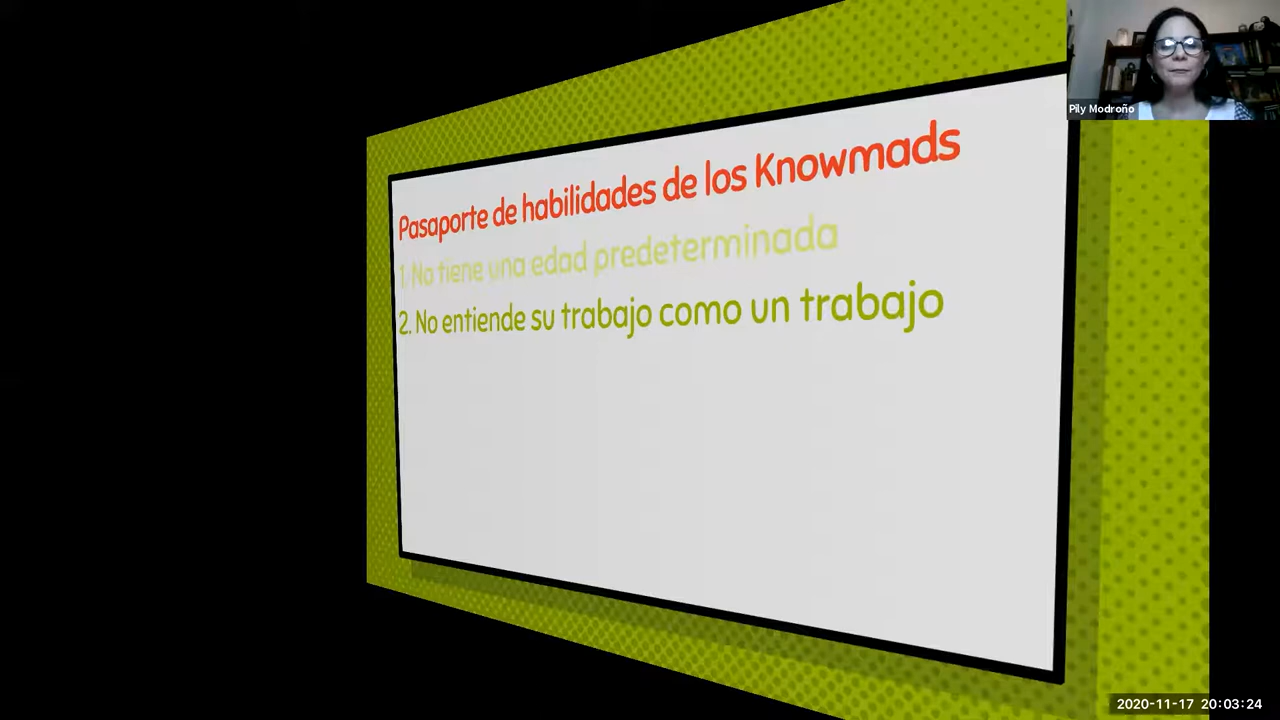 Pasaporte de habilidades de los Knowmads
1. No tiene una edad predeterminada
2. No entiende su trabajo como un trabajo
Pily Modroño
2020-11-17 20:03:24